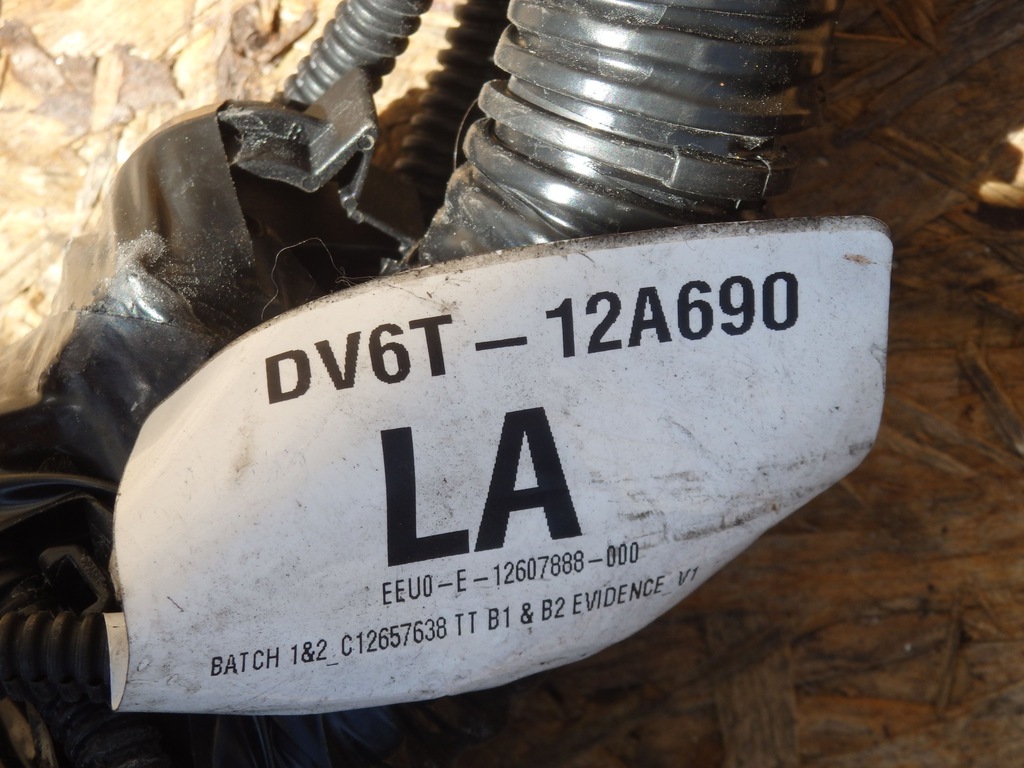 DV6T-12A690
LA
EEU0-E-12607888-000
BATCH 1&2_C12657638 TT B1 & B2 EVIDENCE_V1